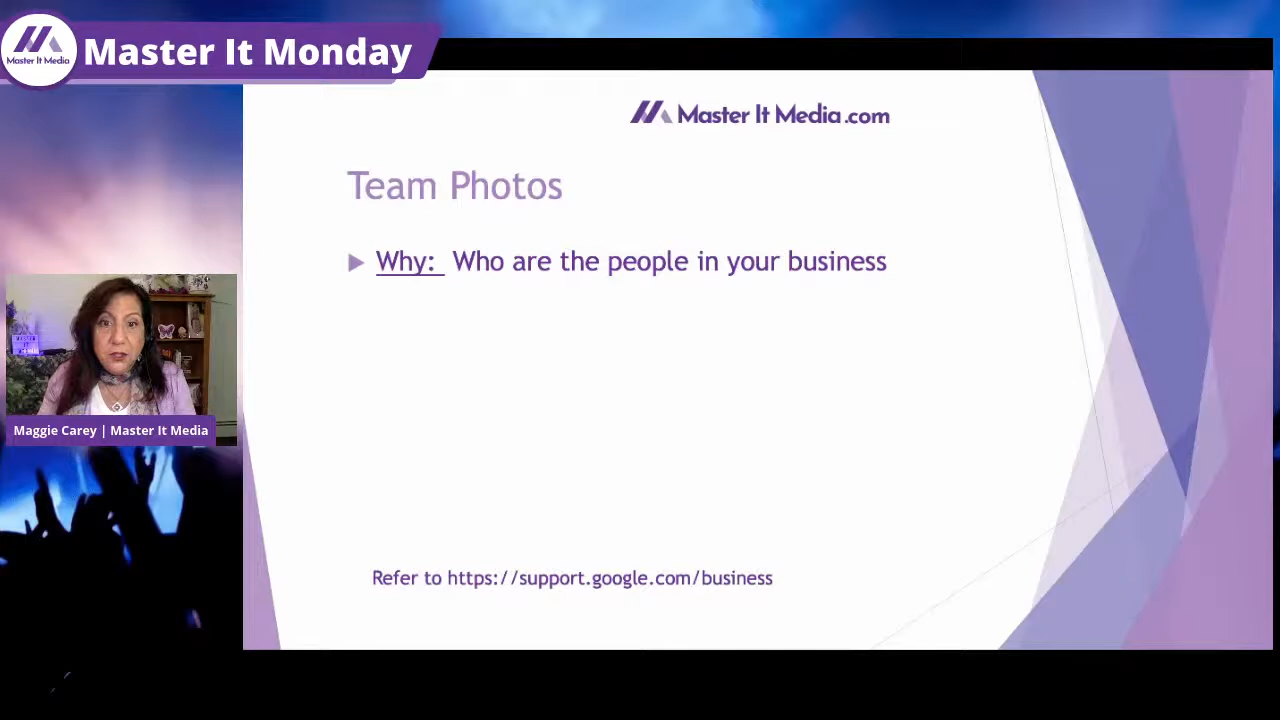 Master It Media
Master It Monday
Master It Media.com
Team Photos
Why: Who are the people in your business
Maggie Carey | Master It Media
Refer to https://support.google.com/business